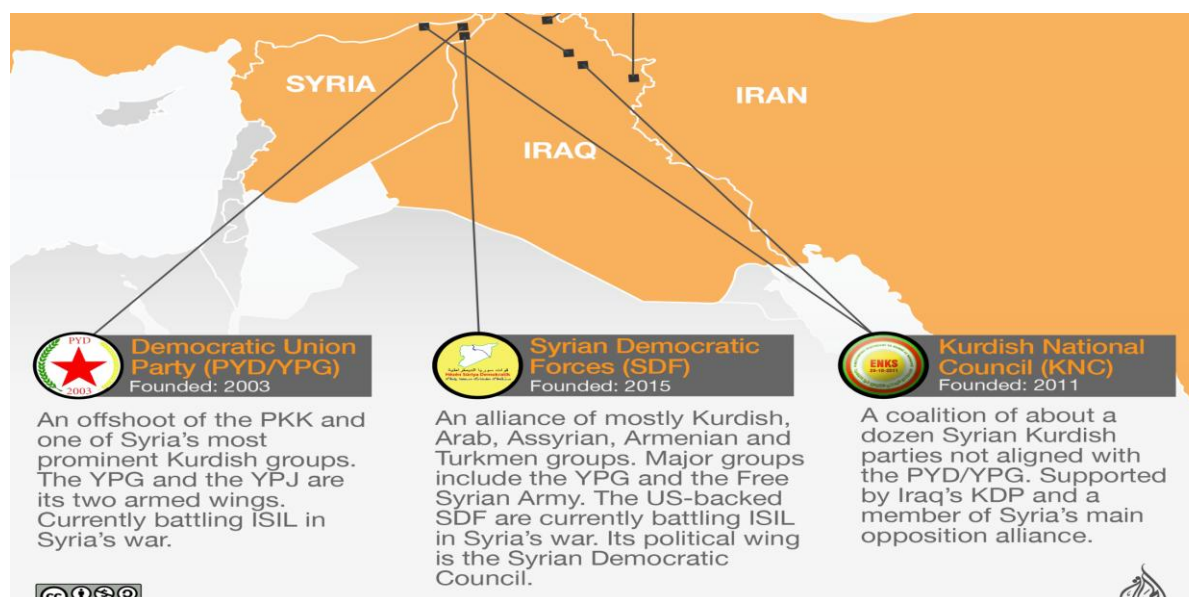 SYRIA
IRAN
IRAQ
PYD
2003
Democratic Union
Party (PYD/YPG)
Founded: 2003
An offshoot of the PKK and
one of Syria's most
prominent Kurdish groups.
The YPG and the YPJ are
its two armed wings.
Currently battling ISIL in
Syria's war.
Syrian Democratic
Forces (SDF)
Founded: 2015
An alliance of mostly Kurdish,
Arab, Assyrian, Armenian and
Turkmen groups. Major groups
include the YPG and the Free
Syrian Army. The US-backed
SDF are currently battling ISIL
in Syria's war. Its political wing
is the Syrian Democratic
Council.
ENKS
Kurdish National
Council (KNC)
Founded: 2011
A coalition of about a
dozen Syrian Kurdish
parties not aligned with
the PYD/YPG. Supported
by Iraq's KDP and a
member of Syria's main
opposition alliance.
cc